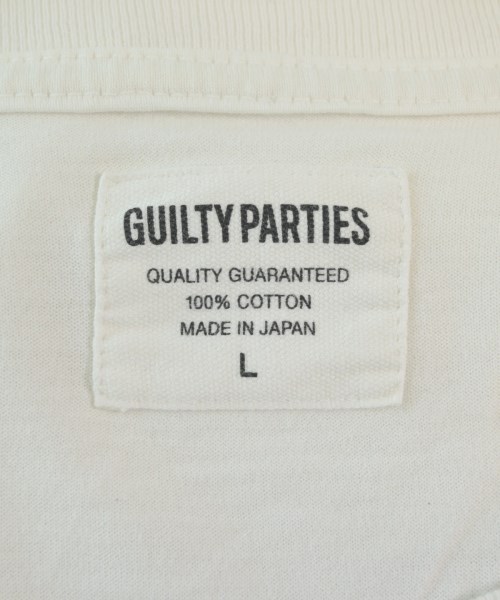 GUILTY PARTIES
QUALITY GUARANTEED
100% COTTON
MADE IN JAPAN
L